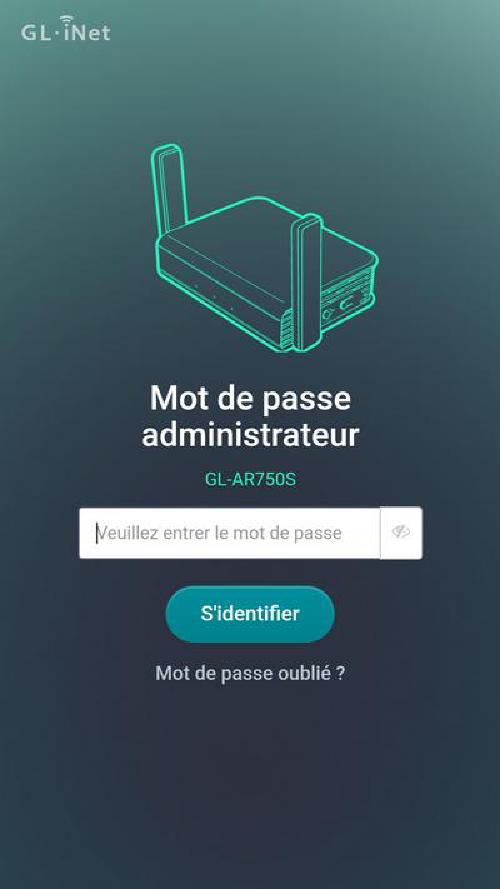 GL·iNet
Mot de passe
administrateur
GL-AR750S
Veuillez entrer le mot de passe
S'identifier
Mot de passe oublié ?